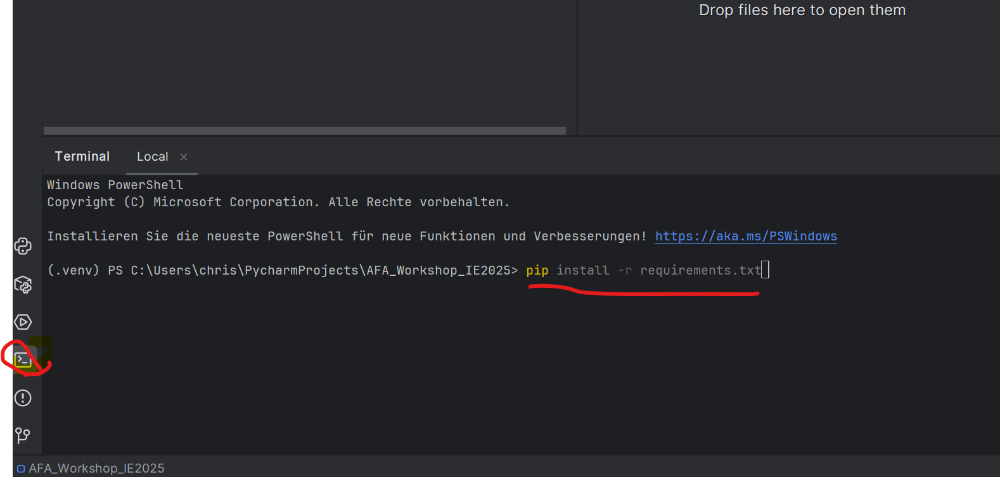 Drop files here to open them
Terminal Local
Windows PowerShell
Copyright (C) Microsoft Corporation. Alle Rechte vorbehalten.
Installieren Sie die neueste PowerShell für neue Funktionen und Verbesserungen! https://aka.ms/PSWindows
(.venv) PS C:\Users\chris\PycharmProjects\AFA_Workshop_IE2025> pip install -r requirements.txt
AFA_Workshop_IE2025